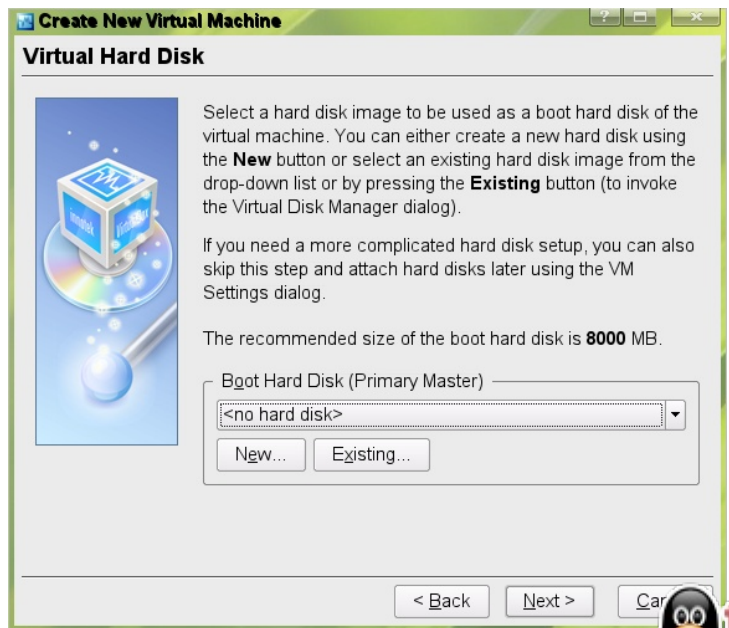 Create New Virtual Machine
Virtual Hard Disk
Select a hard disk image to be used as a boot hard disk of the
virtual machine. You can either create a new hard disk using
the New button or select an existing hard disk image from the
drop-down list or by pressing the Existing button (to invoke
the Virtual Disk Manager dialog).
If you need a more complicated hard disk setup, you can also
skip this step and attach hard disks later using the VM
Settings dialog.
The recommended size of the boot hard disk is 8000 MB.
Boot Hard Disk (Primary Master)
<no hard disk>
New... Existing...
< Back Next >
innotek VirtualBox